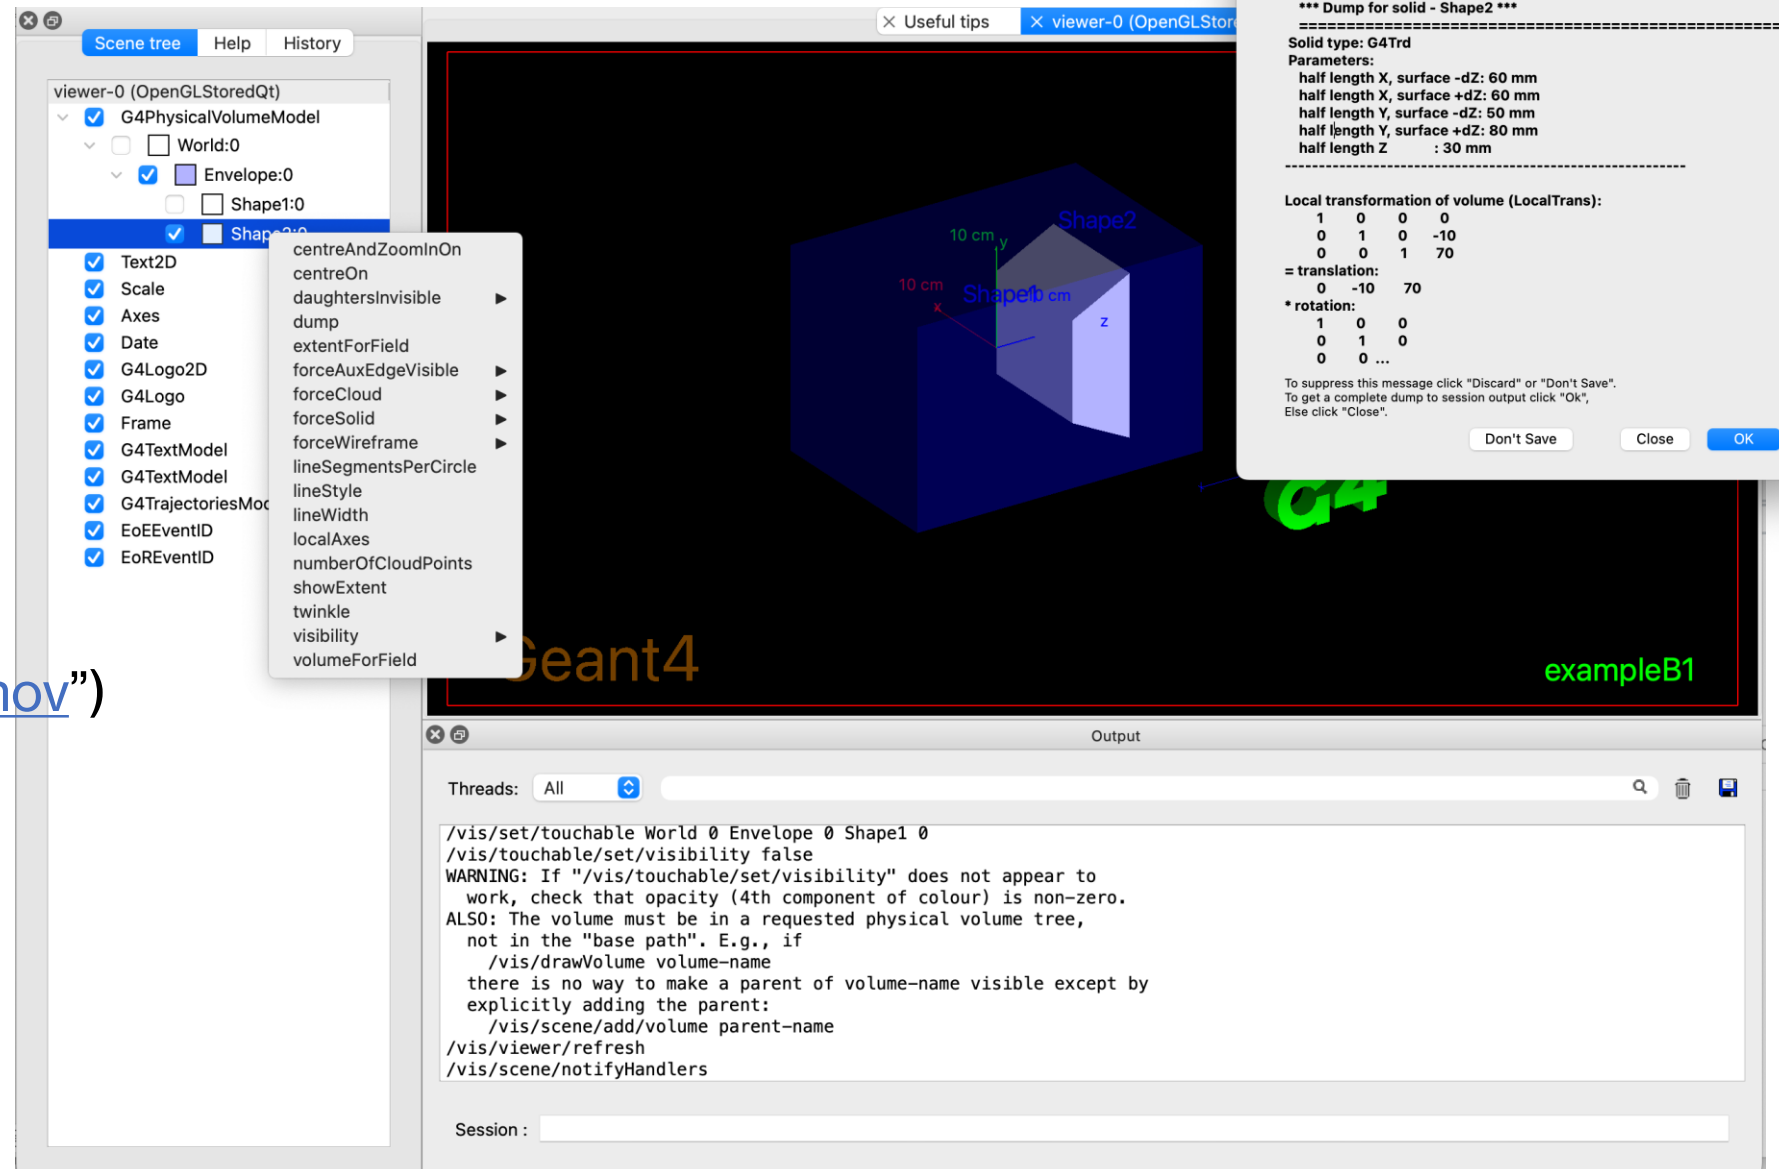 Scene tree
Help
History
viewer-0 (OpenGLStoredQt)
G4PhysicalVolumeModel
World:0
Envelope:0
Shape1:0
Text2D
Scale
Axes
Date
G4Logo2D
G4Logo
Frame
G4TextModel
G4TextModel
EoEEventID
EoREventID
centreAndZoomInOn
centreOn
daughtersInvisible
dump
extentForField
forceAuxEdgeVisible
forceCloud
forceSolid
forceWireframe
lineSegmentsPerCircle
lineStyle
lineWidth
localAxes
numberOfCloudPoints
showExtent
twinkle
visibility
volumeForField
”)
Useful tips
viewer-0 (OpenGLStore
Shape2
10 cm
y
10 cm
x
Shape1
z
G4
Geant4
exampleB1
*** Dump for solid - Shape2 ***
=====================================================
Solid type: G4Trd
Parameters:
half length X, surface -dZ: 60 mm
half length X, surface +dZ: 60 mm
half length Y, surface -dZ: 50 mm
half length Y, surface +dZ: 80 mm
half length Z : 30 mm
-----------------------------------------------------------
Local transformation of volume (LocalTrans):
1 0 0 0
0 1 0 -10
0 0 1 70
= translation:
0 -10 70
* rotation:
1 0 0
0 1 0
0 0 ...
To suppress this message click "Discard" or "Don't Save".
To get a complete dump to session output click "Ok",
Else click "Close".
Don't Save
Close
OK
Output
Threads:
All
/vis/set/touchable World 0 Envelope 0 Shape1 0
/vis/touchable/set/visibility false
WARNING: If "/vis/touchable/set/visibility" does not appear to
work, check that opacity (4th component of colour) is non-zero.
ALSO: The volume must be in a requested physical volume tree,
not in the "base path". E.g., if
/vis/drawVolume volume-name
there is no way to make a parent of volume-name visible except by
explicitly adding the parent:
/vis/scene/add/volume parent-name
/vis/viewer/refresh
/vis/scene/notifyHandlers
Session :